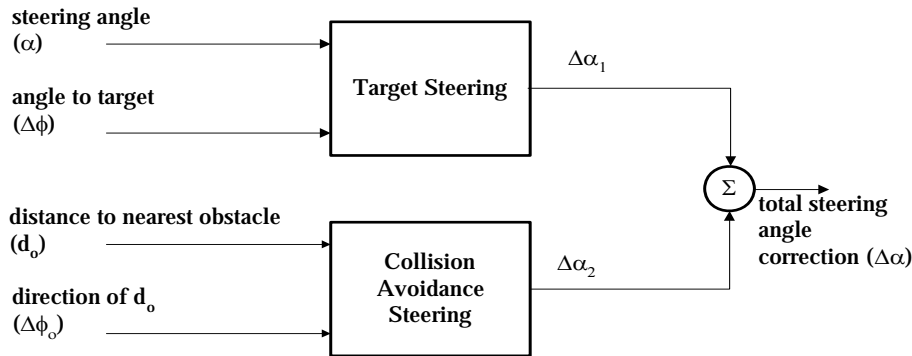 steering angle
(α)
angle to target
(Δϕ)
Target Steering
Δα₁
distance to nearest obstacle
(dₒ)
direction of dₒ
(Δϕₒ)
Collision
Avoidance
Steering
Δα₂
Σ
total steering
angle
correction (Δα)